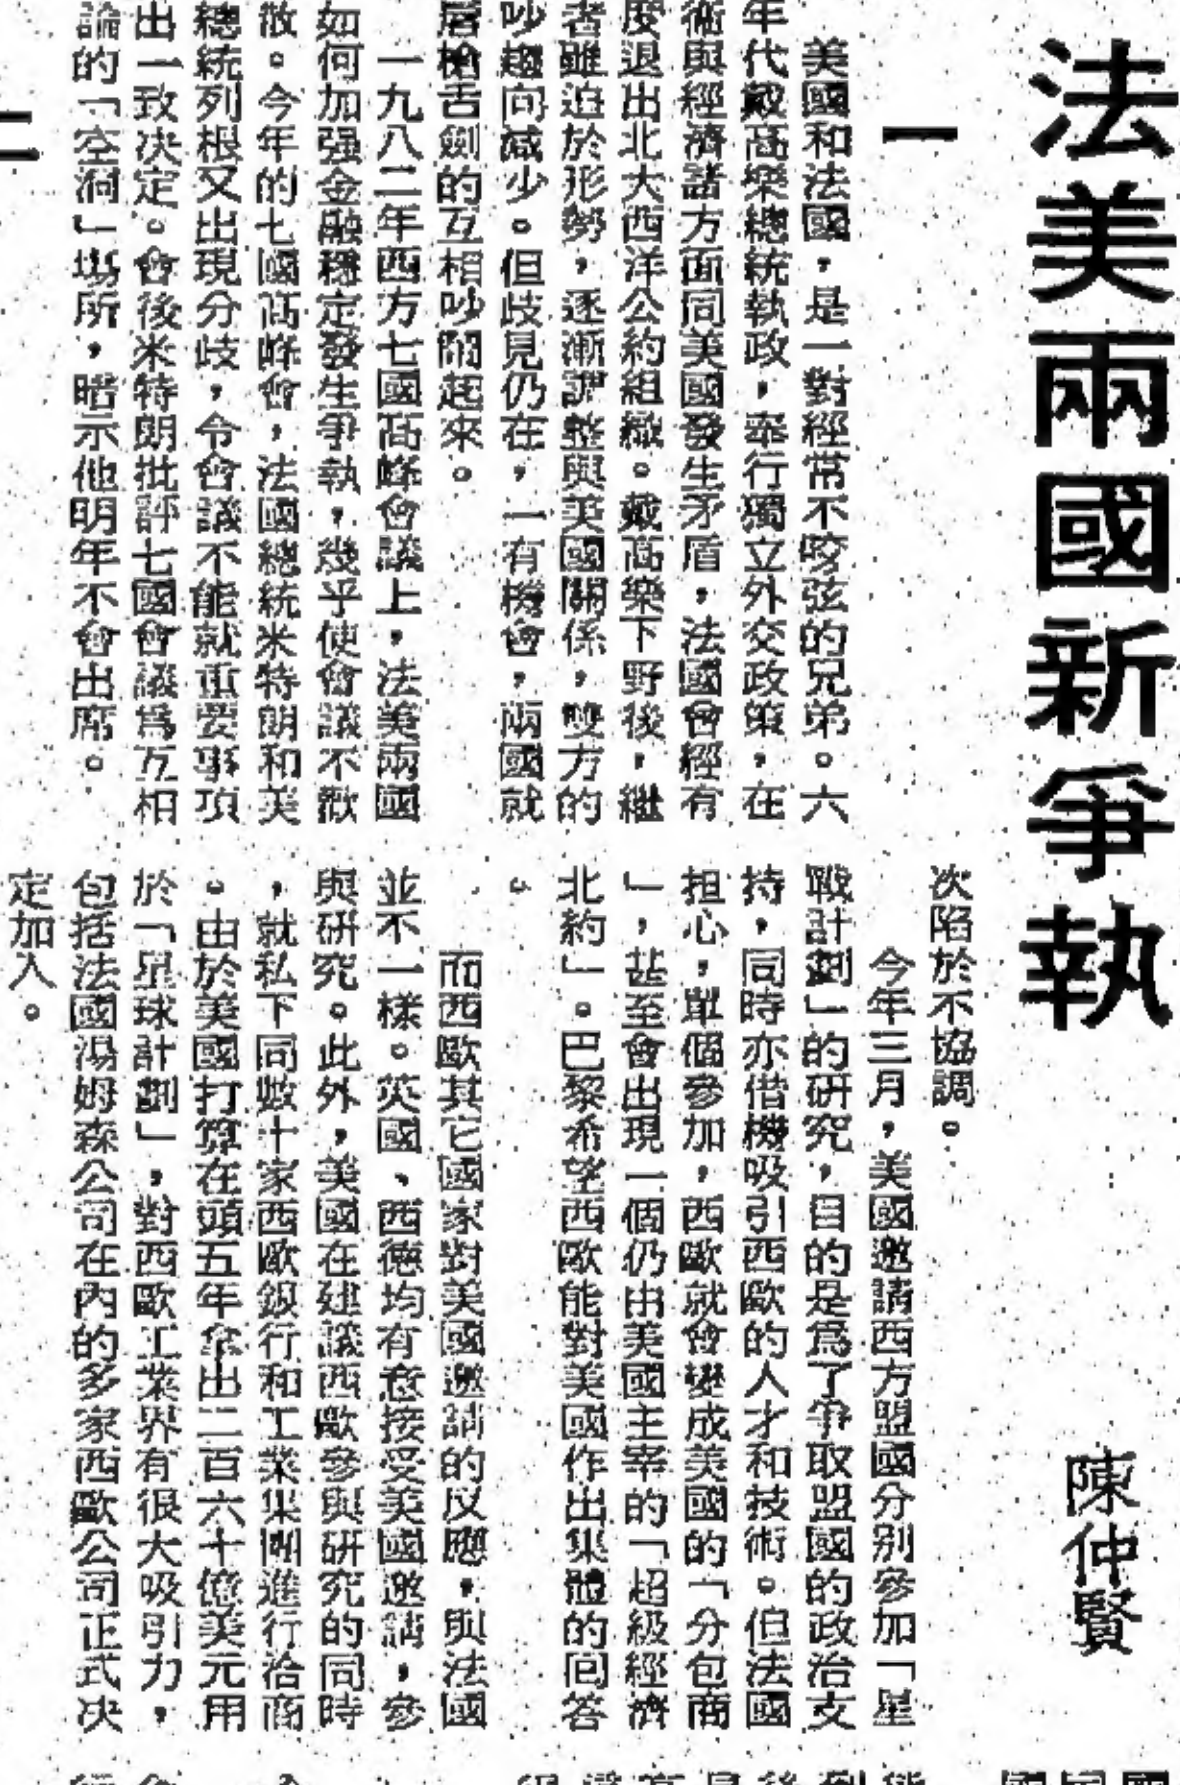 法美兩國新爭執
陳仲賢
一
美國和法國，是一對經常不咬弦的兄弟。六
年代戴高樂總統執政，奉行獨立外交政策，在
術與經濟諸方面同美國發生矛盾，法國會經有
度退出北大西洋公約組織。戴高樂下野後，繼
者雖迫於形勢，逐漸調整與美國關係，雙方的
吵趨向減少。但歧見仍在，一有機會，兩國就
唇槍舌劍的互相吵鬧起來。
一九八二年西方七國高峰會議上，法美兩國
如何加强金融穩定發生爭執，幾乎使會議不歡
散。今年的七國高峰會，法國總統米特朗和美
總統列根又出現分歧，令會議不能就重要事項
出一致决定。會後米特朗批評七國會議爲互相
論的「空洞」場所，暗示他明年不會出席。
二
次陷於不協調。
今年三月，美國邀請西方盟國分别參加「星
戰計劃」的研究，目的是爲了爭取盟國的政治支
持，同時亦借機吸引西歐的人才和技術。但法國
担心，單個參加，西歐就會變成美國的「分包商
」，甚至會出現一個仍由美國主宰的「超級經濟
北約」。巴黎希望西歐能對美國作出集體的回答
。
而西歐其它國家對美國邀請的反應，與法國
並不一樣。英國、西德均有意接受美國邀請，參
與研究。此外，美國在建議西歐參與研究的同時
，就私下同數十家西歐銀行和工業集團進行洽商
。由於美國打算在頭五年拿出二百六十億美元用
於「星球計劃」，對西歐工業界有很大吸引力，
包括法國湯姆森公司在內的多家西歐公司正式决
定加入。